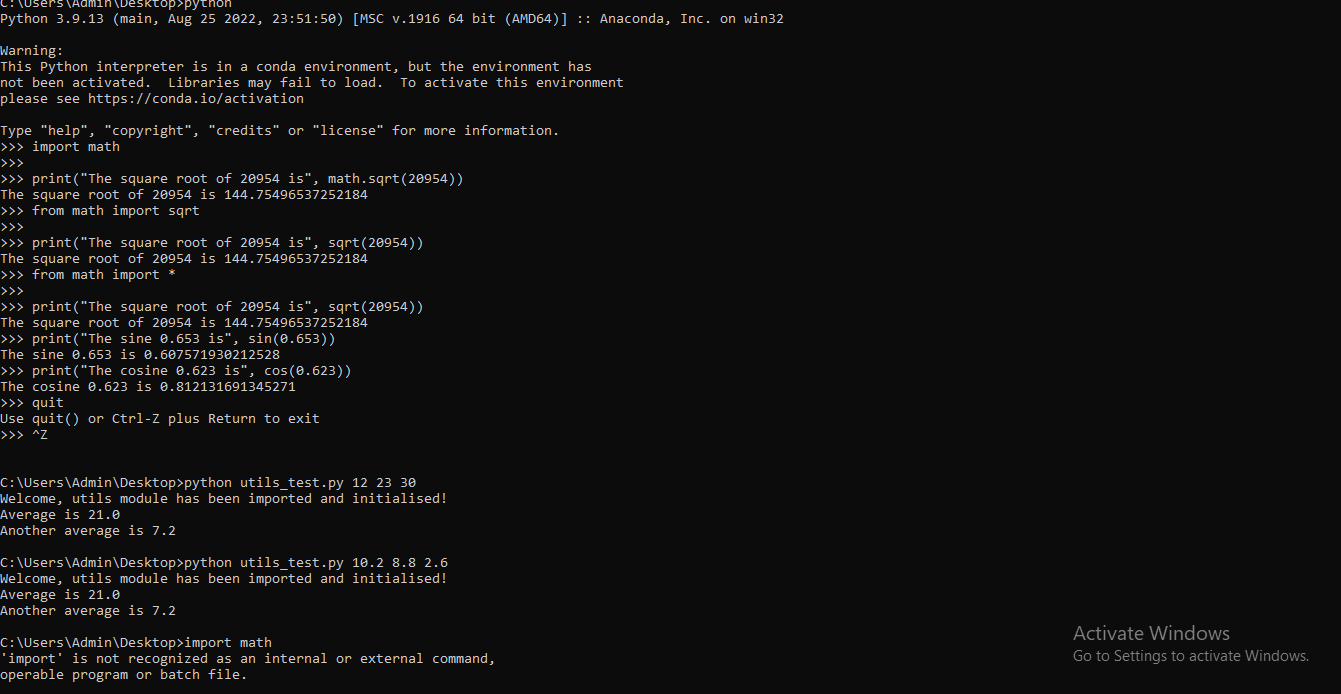 C:\Users\Admin\Desktop>python
Python 3.9.13 (main, Aug 25 2022, 23:51:50) [MSC v.1916 64 bit (AMD64)] :: Anaconda, Inc. on win32
Warning:
This Python interpreter is in a conda environment, but the environment has
not been activated.  Libraries may fail to load.  To activate this environment
please see https://conda.io/activation
Type "help", "copyright", "credits" or "license" for more information.
>>> import math
>>>
>>> print("The square root of 20954 is", math.sqrt(20954))
The square root of 20954 is 144.75496537252184
>>> from math import sqrt
>>>
>>> print("The square root of 20954 is", sqrt(20954))
The square root of 20954 is 144.75496537252184
>>> from math import *
>>>
>>> print("The square root of 20954 is", sqrt(20954))
The square root of 20954 is 144.75496537252184
>>> print("The sine 0.653 is", sin(0.653))
The sine 0.653 is 0.607571930212528
>>> print("The cosine 0.623 is", cos(0.623))
The cosine 0.623 is 0.812131691345271
>>> quit
Use quit() or Ctrl-Z plus Return to exit
>>> ^Z
C:\Users\Admin\Desktop>python utils_test.py 12 23 30
Welcome, utils module has been imported and initialised!
Average is 21.0
Another average is 7.2
C:\Users\Admin\Desktop>python utils_test.py 10.2 8.8 2.6
Welcome, utils module has been imported and initialised!
Average is 21.0
Another average is 7.2
C:\Users\Admin\Desktop>import math
'import' is not recognized as an internal or external command,
operable program or batch file.
Activate Windows
Go to Settings to activate Windows.